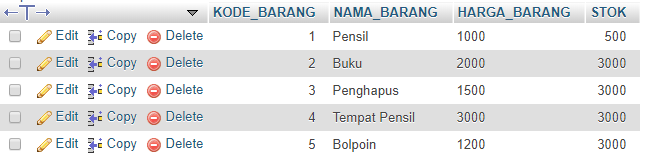 KODE_BARANG NAMA_BARANG HARGA_BARANG STOK
Edit Copy Delete 1 Pensil 1000 500
Edit Copy Delete 2 Buku 2000 3000
Edit Copy Delete 3 Penghapus 1500 3000
Edit Copy Delete 4 Tempat Pensil 3000 3000
Edit Copy Delete 5 Bolpoin 1200 3000